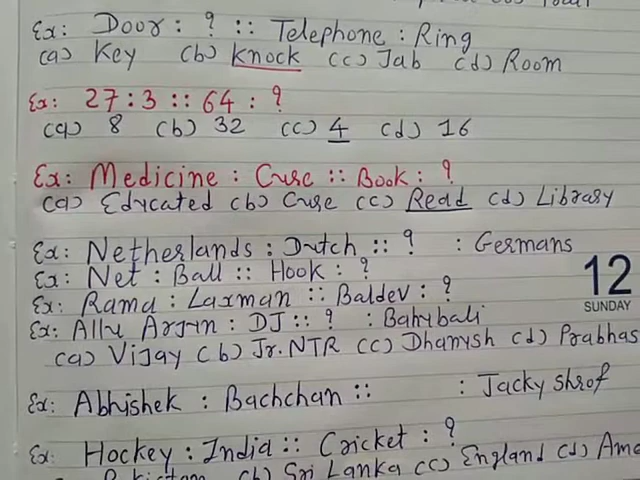 Ex: Door : ? :: Telephone : Ring
(a) Key (b) Knock (c) Jab (d) Room
Ex: 27 : 3 :: 64 : ?
(a) 8 (b) 32 (c) 4 (d) 16
Ex: Medicine : Cure :: Book : ?
(a) Educated (b) Cure (c) Read (d) Library
Ex: Netherlands : Dutch :: ? : Germans
Ex: Net : Ball :: Hook : ?
12
SUNDAY
Ex: Rama : Laxman :: Baldev : ?
Ex: Allu Arjun : DJ :: ? : Bahubali
(a) Vijay (b) Jr. NTR (c) Dhanush (d) Prabhas
Ex: Abhishek : Bachchan :: : Jacky shrof
Ex: Hockey : India :: Cricket : ?
(b) Sri Lanka (c) England (d)